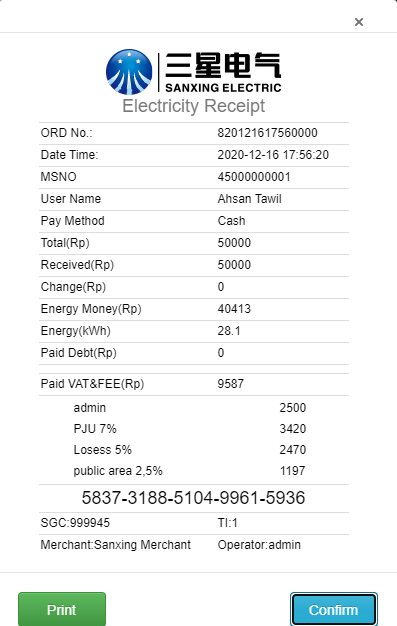 ×
三星电气
SANXING ELECTRIC
Electricity Receipt
ORD No.: 820121617560000
Date Time: 2020-12-16 17:56:20
MSNO 45000000001
User Name Ahsan Tawil
Pay Method Cash
Total(Rp) 50000
Received(Rp) 50000
Change(Rp) 0
Energy Money(Rp) 40413
Energy(kWh) 28.1
Paid Debt(Rp) 0
Paid VAT&FEE(Rp) 9587
admin 2500
PJU 7% 3420
Losess 5% 2470
public area 2,5% 1197
5837-3188-5104-9961-5936
SGC:999945 TI:1
Merchant:Sanxing Merchant Operator:admin
Print Confirm